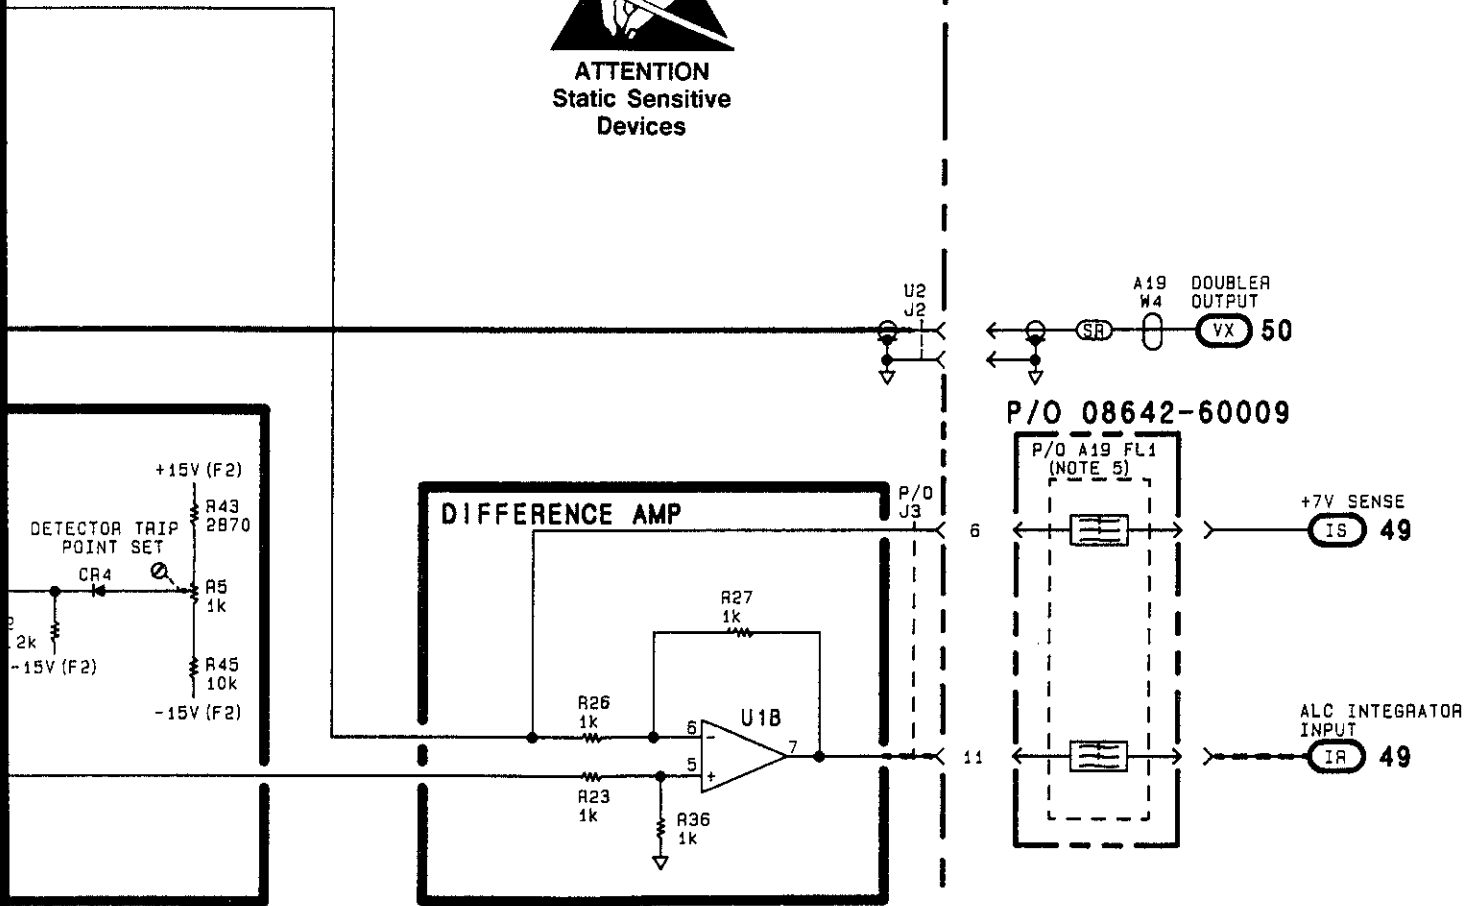 ATTENTION
Static Sensitive
Devices
U2
J2
A19
W4
DOUBLER
OUTPUT
SR
VX
50
P/O 08642-60009
P/O A19 FL1
(NOTE 5)
+15V (F2)
R43
2870
DETECTOR TRIP
POINT SET
CR4
R5
1k
2k
-15V (F2)
R45
10k
-15V (F2)
DIFFERENCE AMP
P/O
J3
6
+7V SENSE
IS
49
R27
1k
R26
1k
U1B
6
-
7
5
+
R23
1k
R36
1k
11
ALC INTEGRATOR
INPUT
IR
49